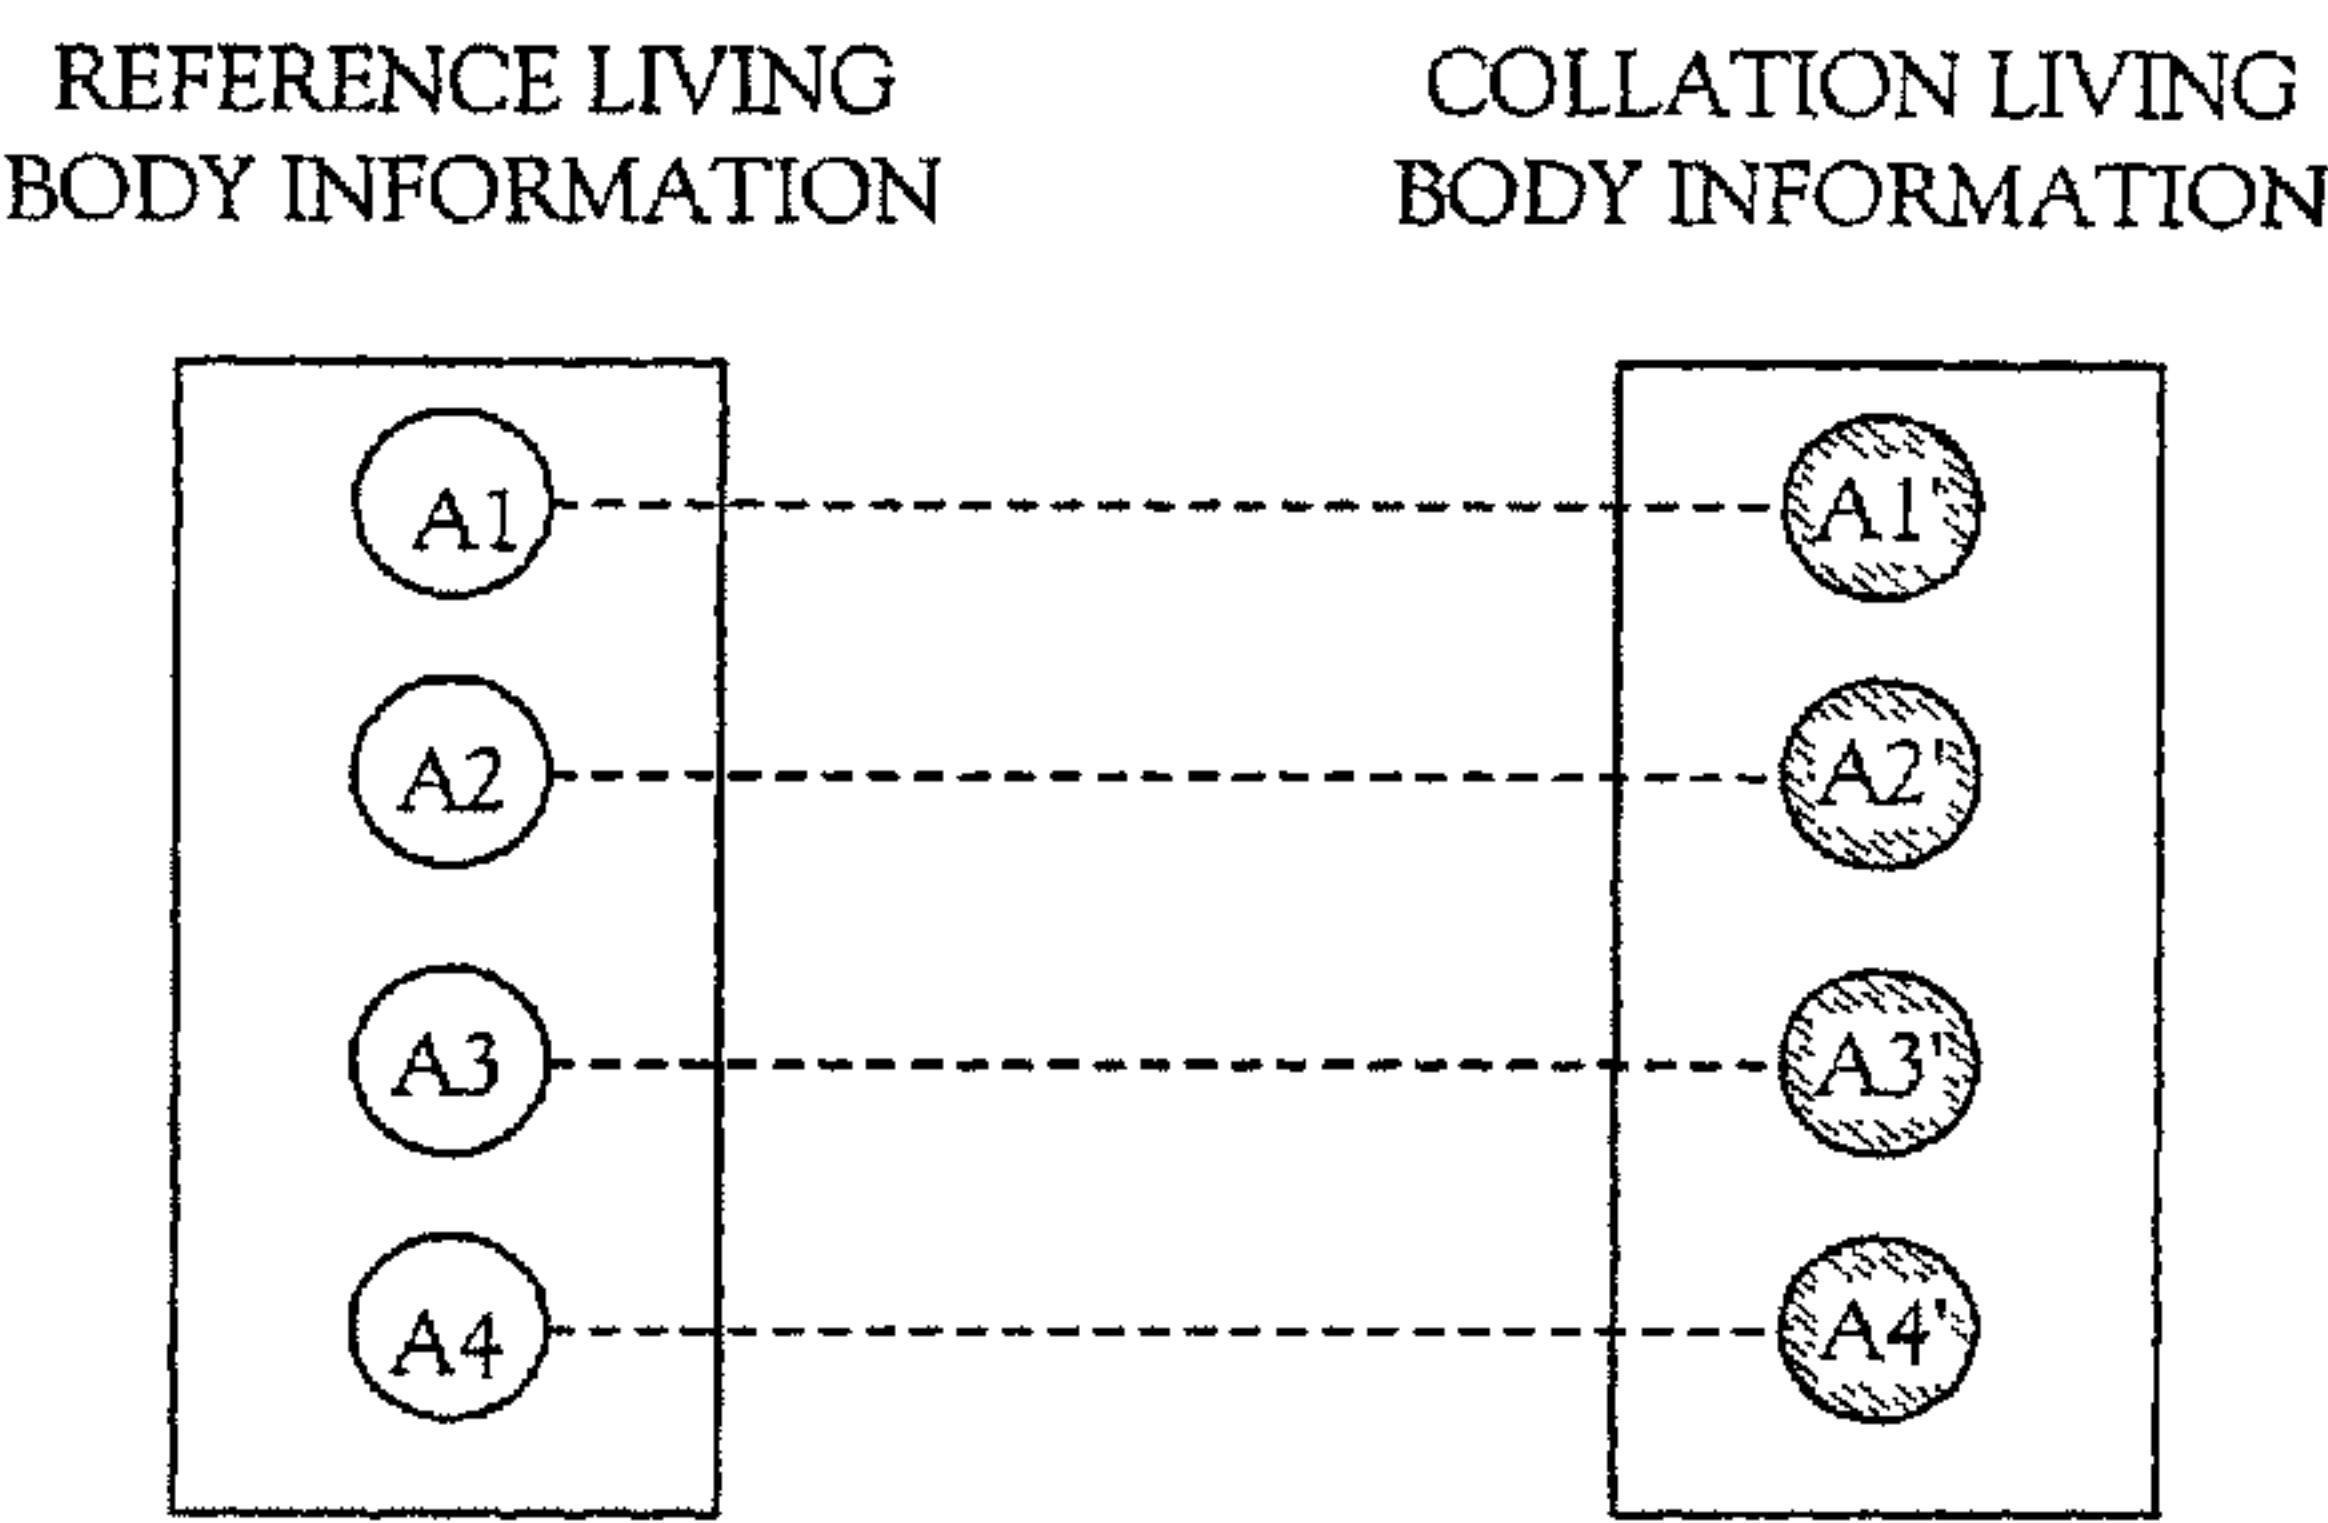 REFERENCE LIVING
BODY INFORMATION
COLLATION LIVING
BODY INFORMATION
A1
A1'
A2
A2'
A3
A3'
A4
A4'